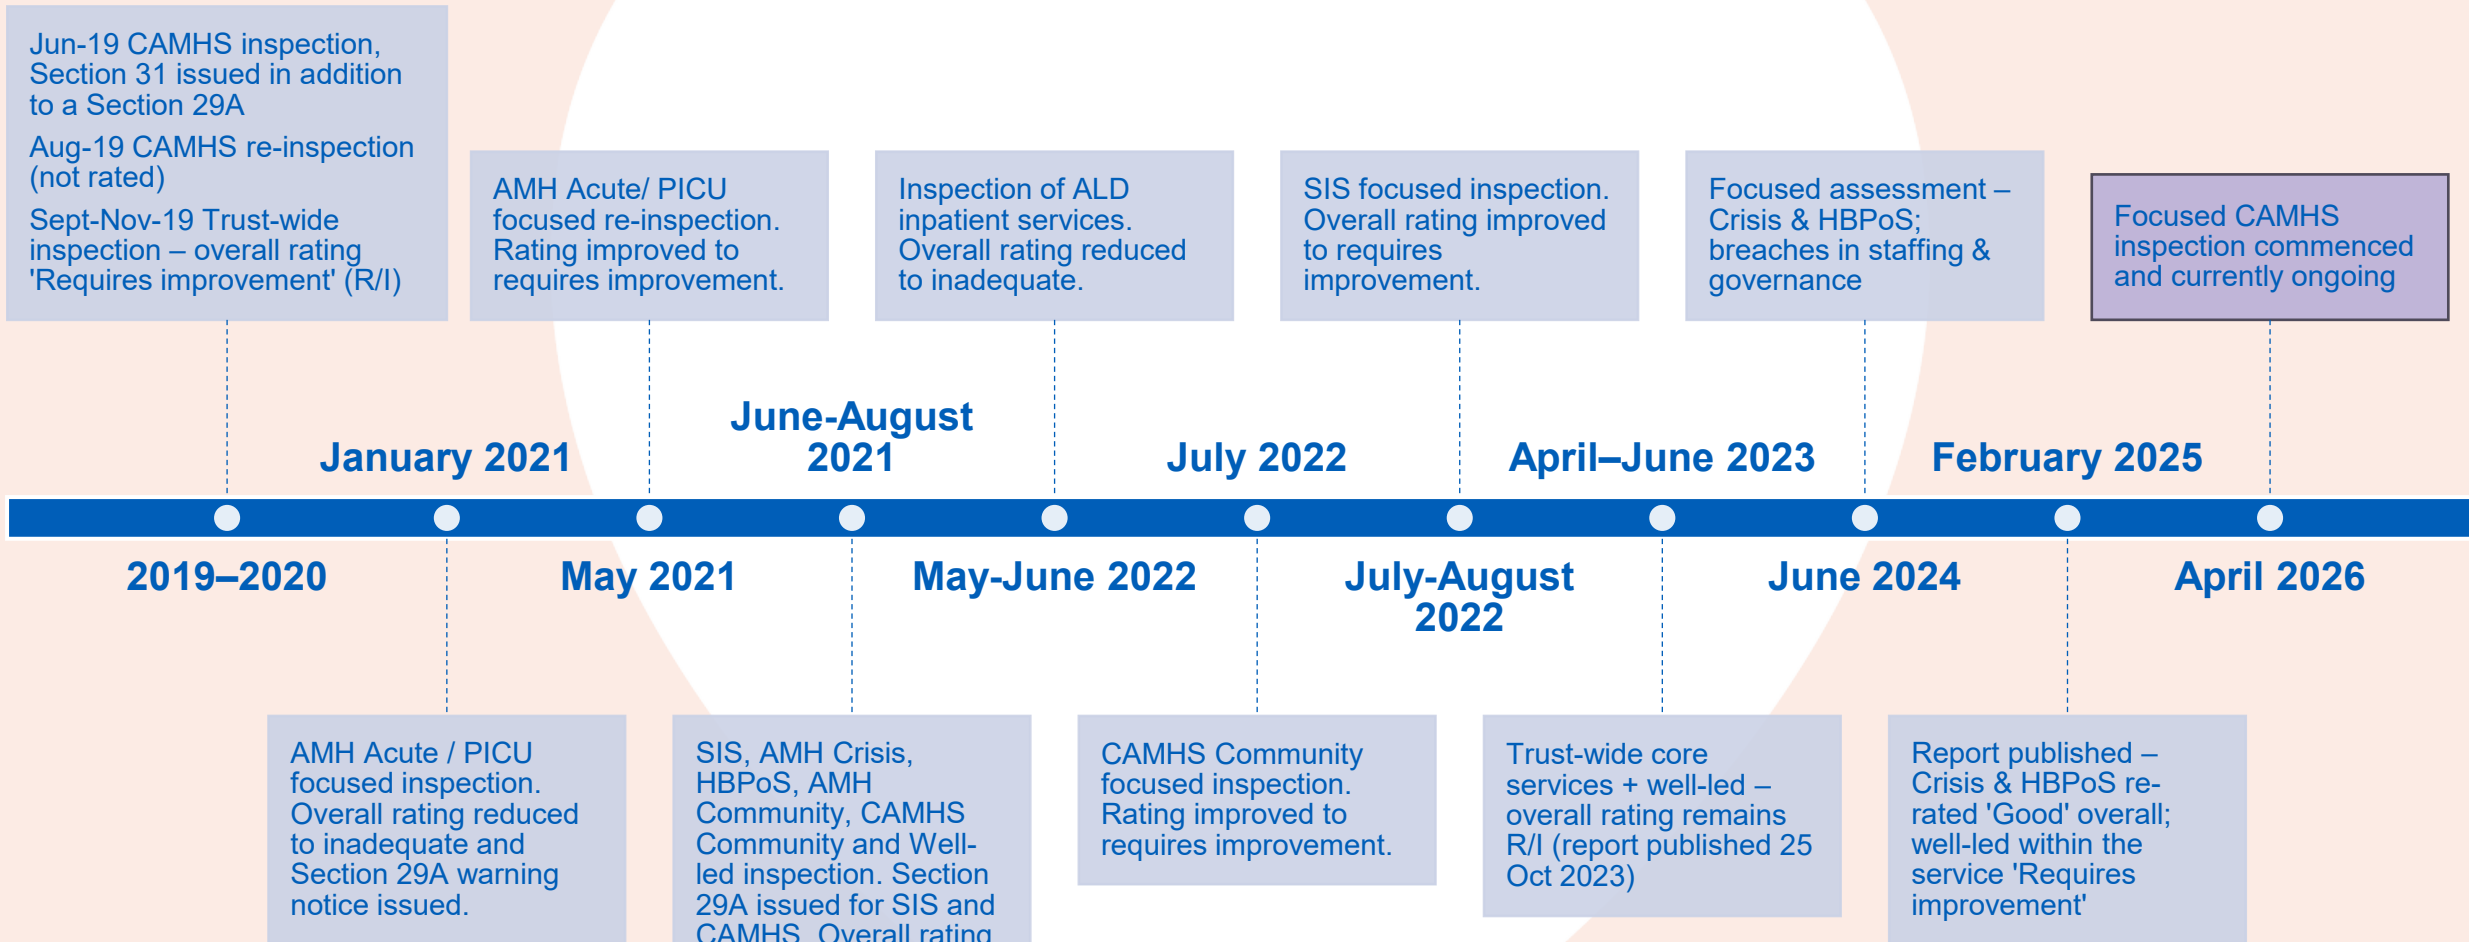 Jun-19 CAMHS inspection,
Section 31 issued in addition
to a Section 29A
Aug-19 CAMHS re-inspection
(not rated)
Sept-Nov-19 Trust-wide
inspection – overall rating
'Requires improvement' (R/I)
AMH Acute/ PICU
focused re-inspection.
Rating improved to
requires improvement.
Inspection of ALD
inpatient services.
Overall rating reduced
to inadequate.
SIS focused inspection.
Overall rating improved
to requires
improvement.
Focused assessment –
Crisis & HBPoS;
breaches in staffing &
governance
Focused CAMHS
inspection commenced
and currently ongoing
January 2021
June-August
2021
July 2022
April–June 2023
February 2025
2019–2020
May 2021
May-June 2022
July-August
2022
June 2024
April 2026
AMH Acute / PICU
focused inspection.
Overall rating reduced
to inadequate and
Section 29A warning
notice issued.
SIS, AMH Crisis,
HBPoS, AMH
Community, CAMHS
Community and Well-
led inspection. Section
29A issued for SIS and
CAMHS. Overall rating
CAMHS Community
focused inspection.
Rating improved to
requires improvement.
Trust-wide core
services + well-led –
overall rating remains
R/I (report published 25
Oct 2023)
Report published –
Crisis & HBPoS re-
rated 'Good' overall;
well-led within the
service 'Requires
improvement'